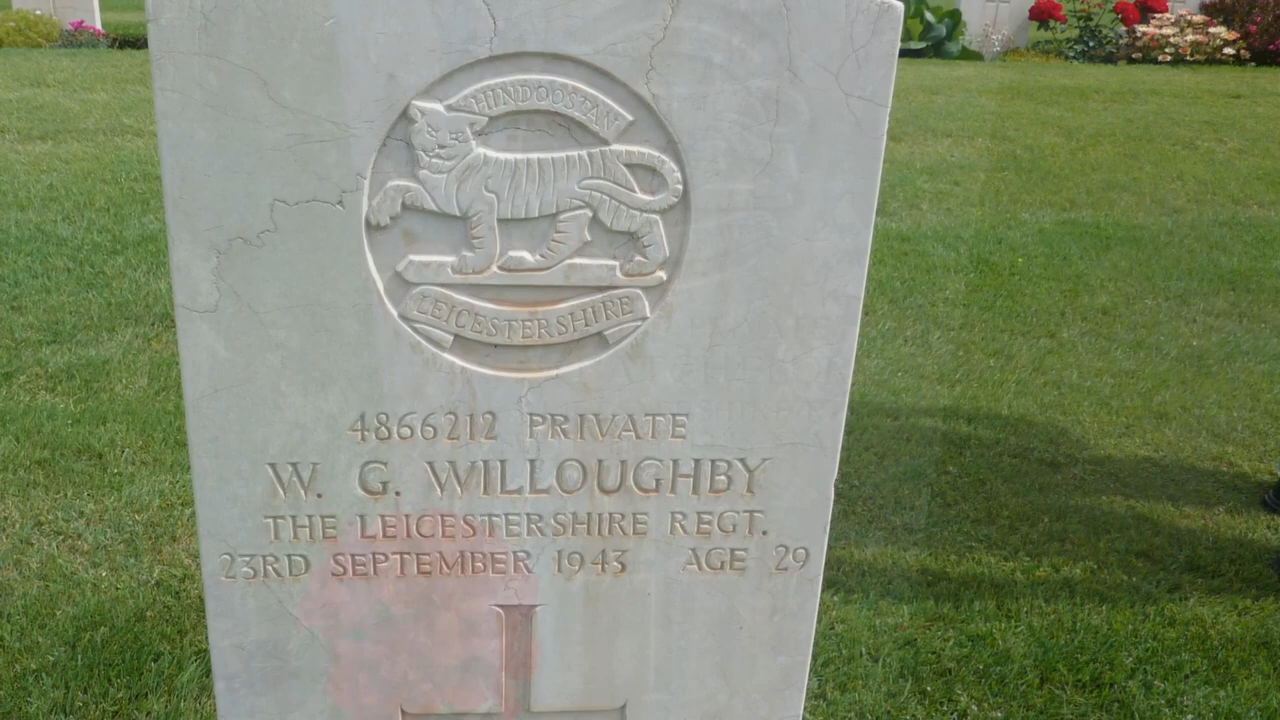 HINDOOSTAN
LEICESTERSHIRE
4866212 PRIVATE
W. G. WILLOUGHBY
THE LEICESTERSHIRE REGT.
23RD SEPTEMBER 1943 AGE 29